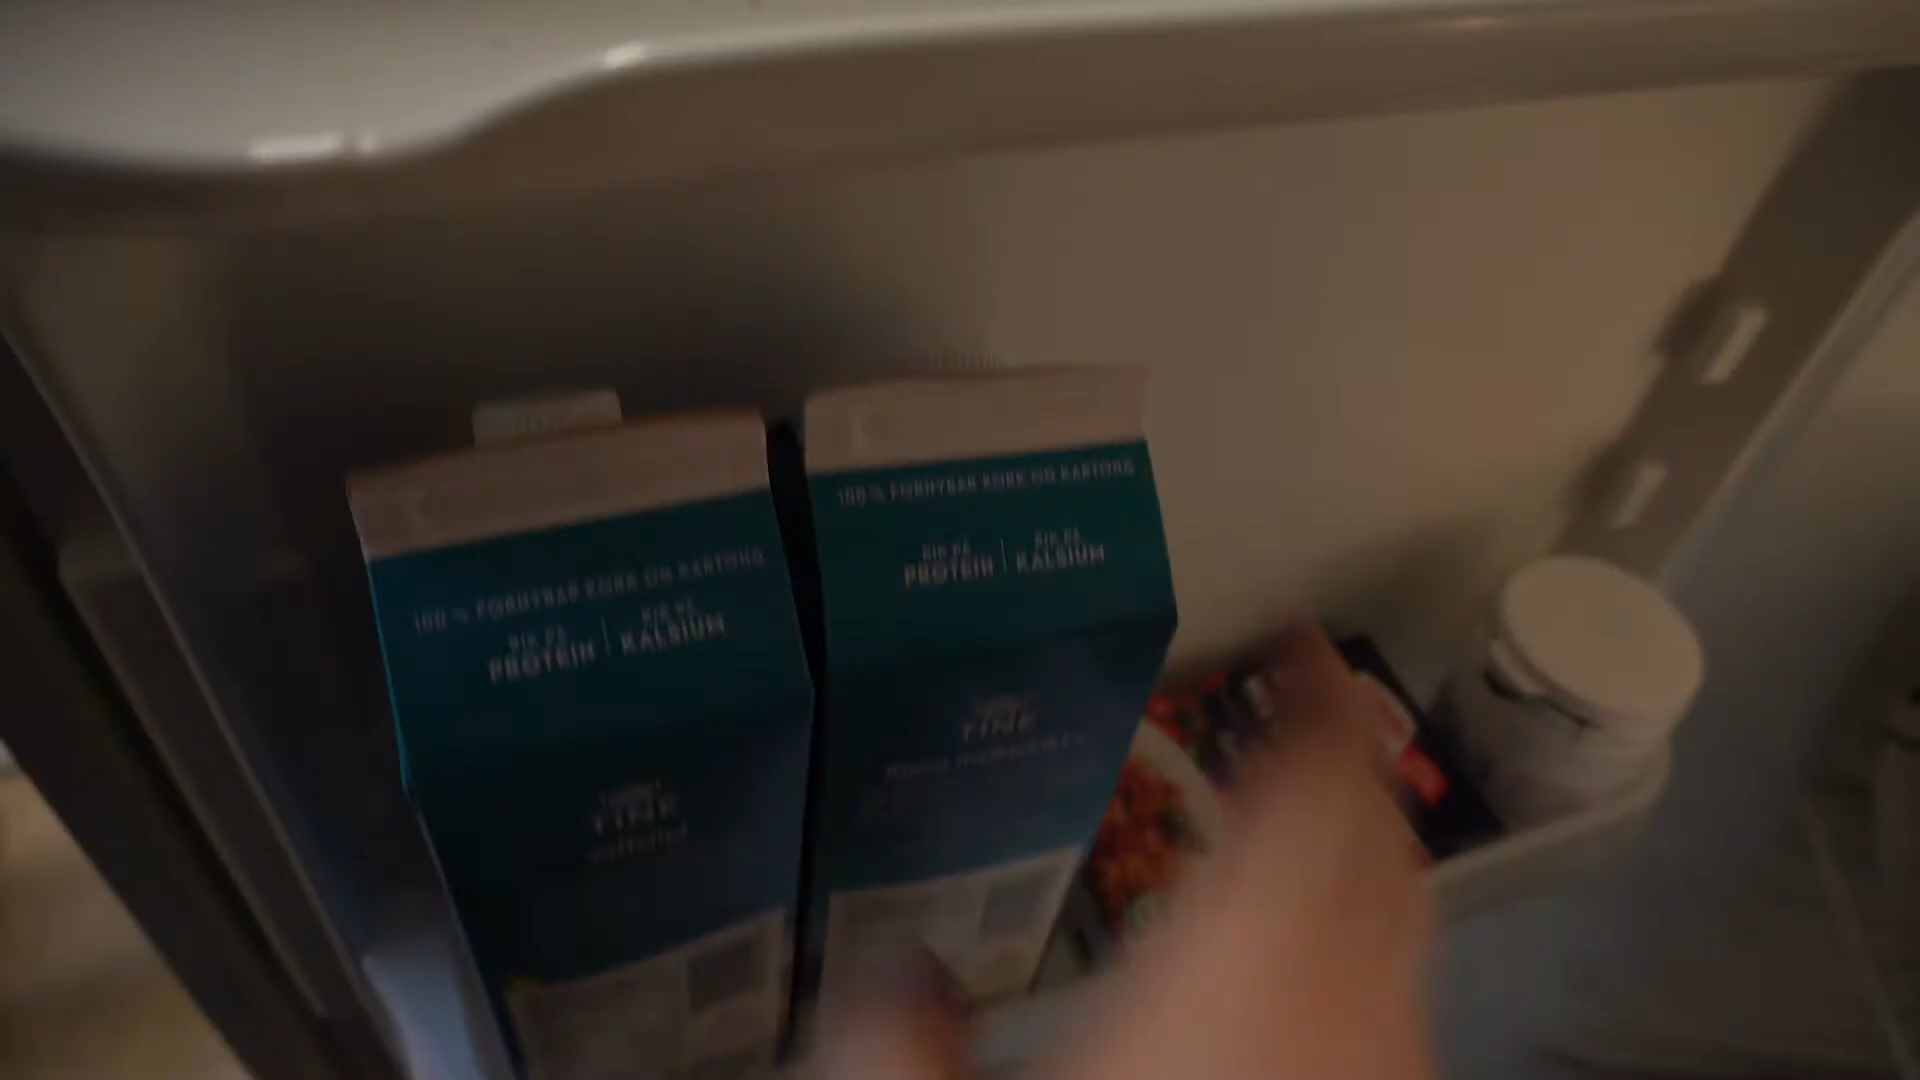 100 % FORNYBAR KORK OG KARTONG
RIK PÅ
PROTEIN
RIK PÅ
KALSIUM
TINE
100 % FORNYBAR KORK OG KARTONG
RIK PÅ
PROTEIN
RIK PÅ
KALSIUM
TINE